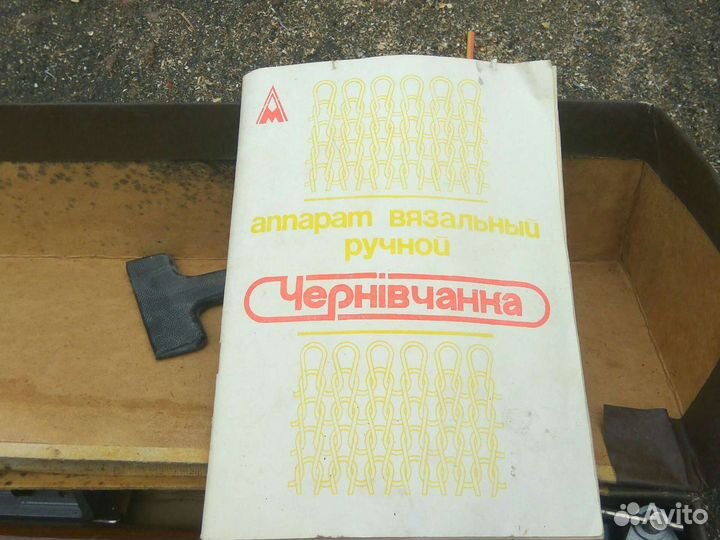 аппарат вязальный
ручной
Чернівчанка
Avito